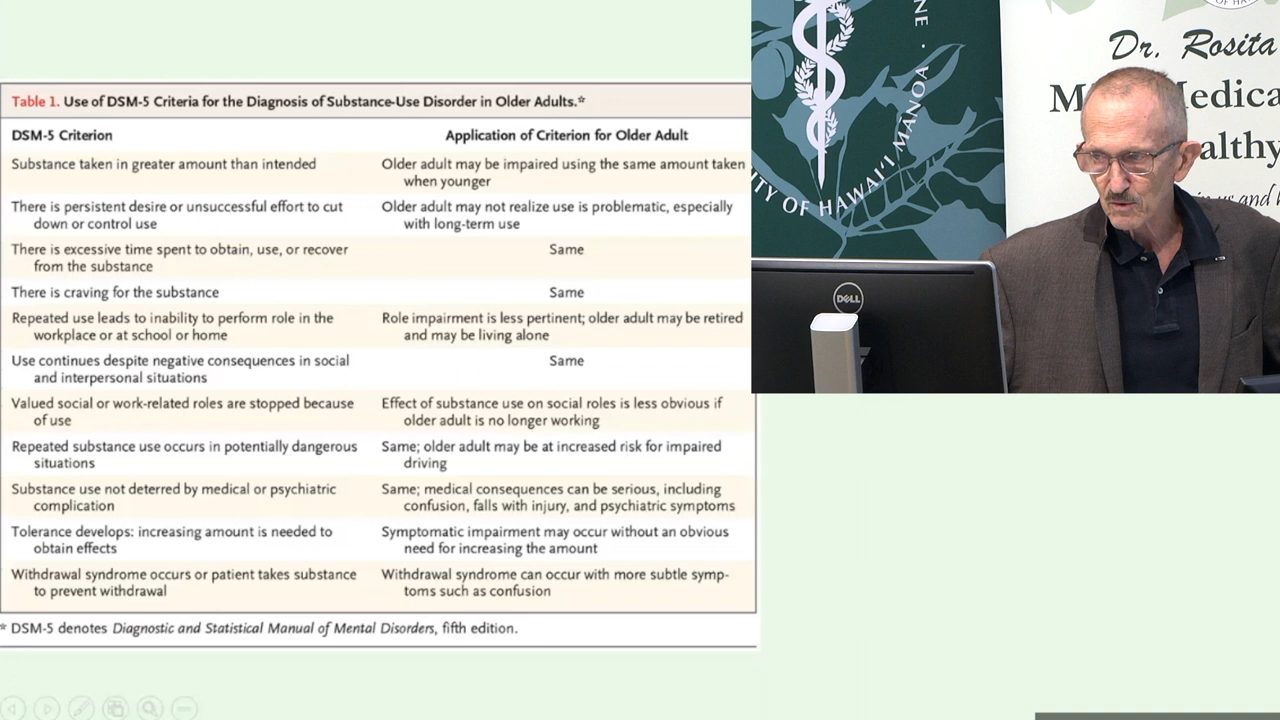 Table 1. Use of DSM-5 Criteria for the Diagnosis of Substance-Use Disorder in Older Adults.*
DSM-5 Criterion Application of Criterion for Older Adult
Substance taken in greater amount than intended Older adult may be impaired using the same amount taken
when younger
There is persistent desire or unsuccessful effort to cut Older adult may not realize use is problematic, especially
down or control use with long-term use
There is excessive time spent to obtain, use, or recover Same
from the substance
There is craving for the substance Same
Repeated use leads to inability to perform role in the Role impairment is less pertinent; older adult may be retired
workplace or at school or home and may be living alone
Use continues despite negative consequences in social Same
and interpersonal situations
Valued social or work-related roles are stopped because Effect of substance use on social roles is less obvious if
of use older adult is no longer working
Repeated substance use occurs in potentially dangerous Same; older adult may be at increased risk for impaired
situations driving
Substance use not deterred by medical or psychiatric Same; medical consequences can be serious, including
complication confusion, falls with injury, and psychiatric symptoms
Tolerance develops: increasing amount is needed to Symptomatic impairment may occur without an obvious
obtain effects need for increasing the amount
Withdrawal syndrome occurs or patient takes substance Withdrawal syndrome can occur with more subtle symp-
to prevent withdrawal toms such as confusion
* DSM-5 denotes Diagnostic and Statistical Manual of Mental Disorders, fifth edition.
ITY OF HAWAI'I MANOA · NE
OF HA
Dr. Rosita
M Medica
althy
and
DELL